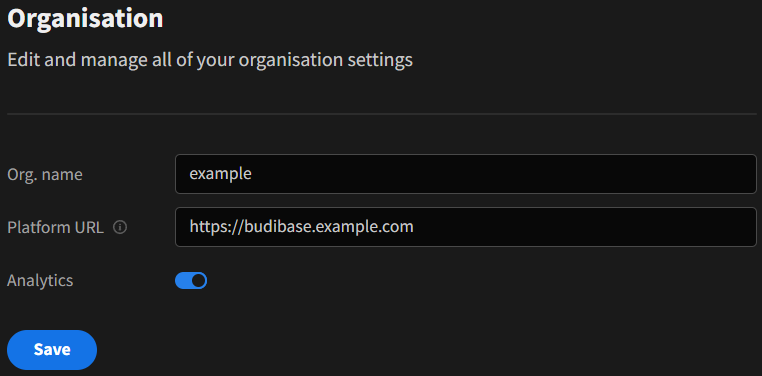 Organisation
Edit and manage all of your organisation settings
Org. name
example
Platform URL
https://budibase.example.com
Analytics
Save